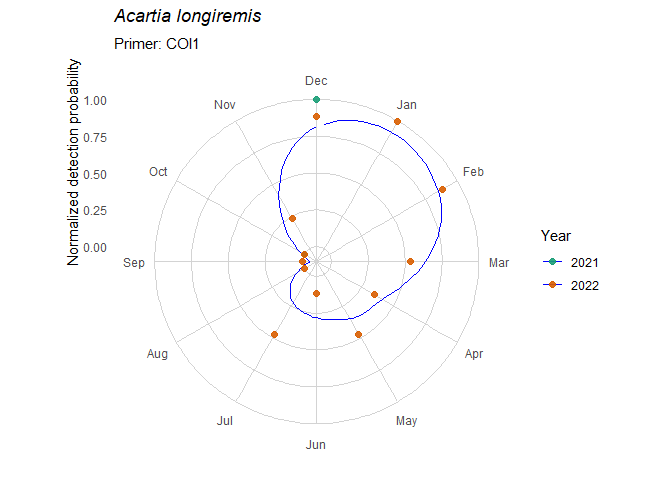 Acartia longiremis
Primer: COI1
Normalized detection probability
1.00
0.75
0.50
0.25
0.00
Dec
Jan
Feb
Mar
Apr
May
Jun
Jul
Aug
Sep
Oct
Nov
Year
2021
2022